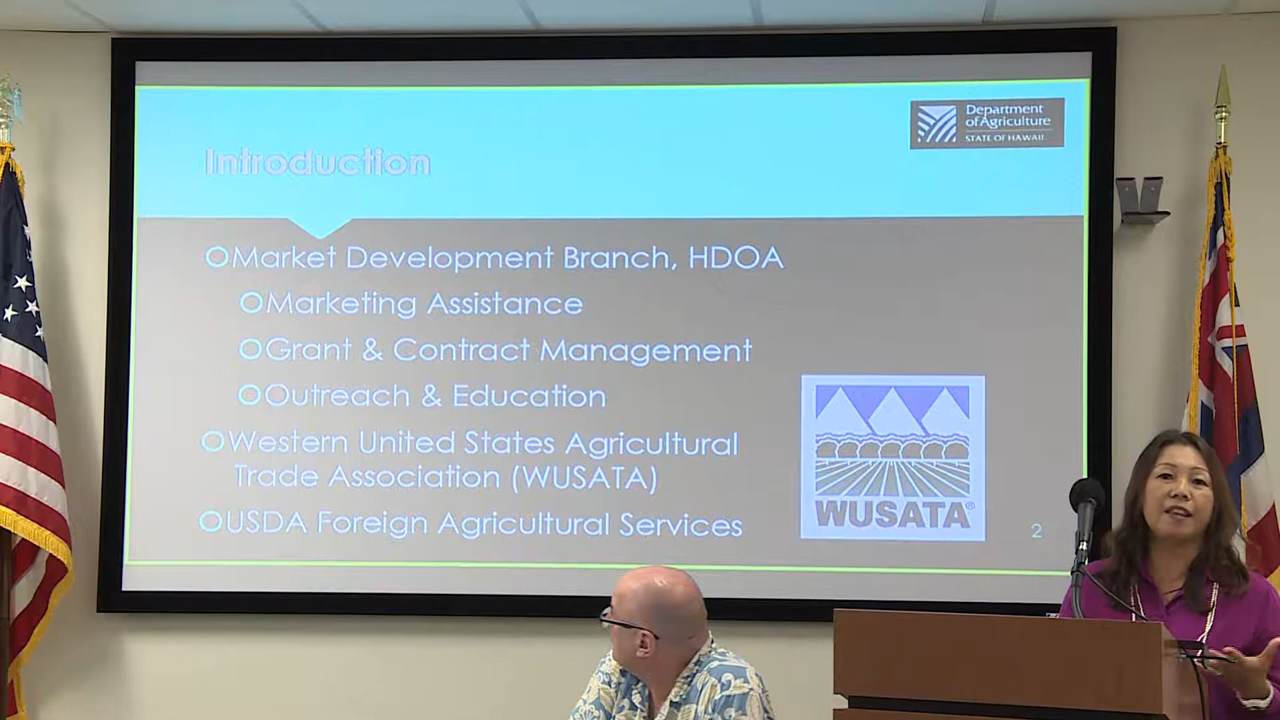 Department
of Agriculture
STATE OF HAWAII
Introduction
Market Development Branch, HDOA
Marketing Assistance
Grant & Contract Management
Outreach & Education
Western United States Agricultural
Trade Association (WUSATA)
USDA Foreign Agricultural Services
WUSATA®
2